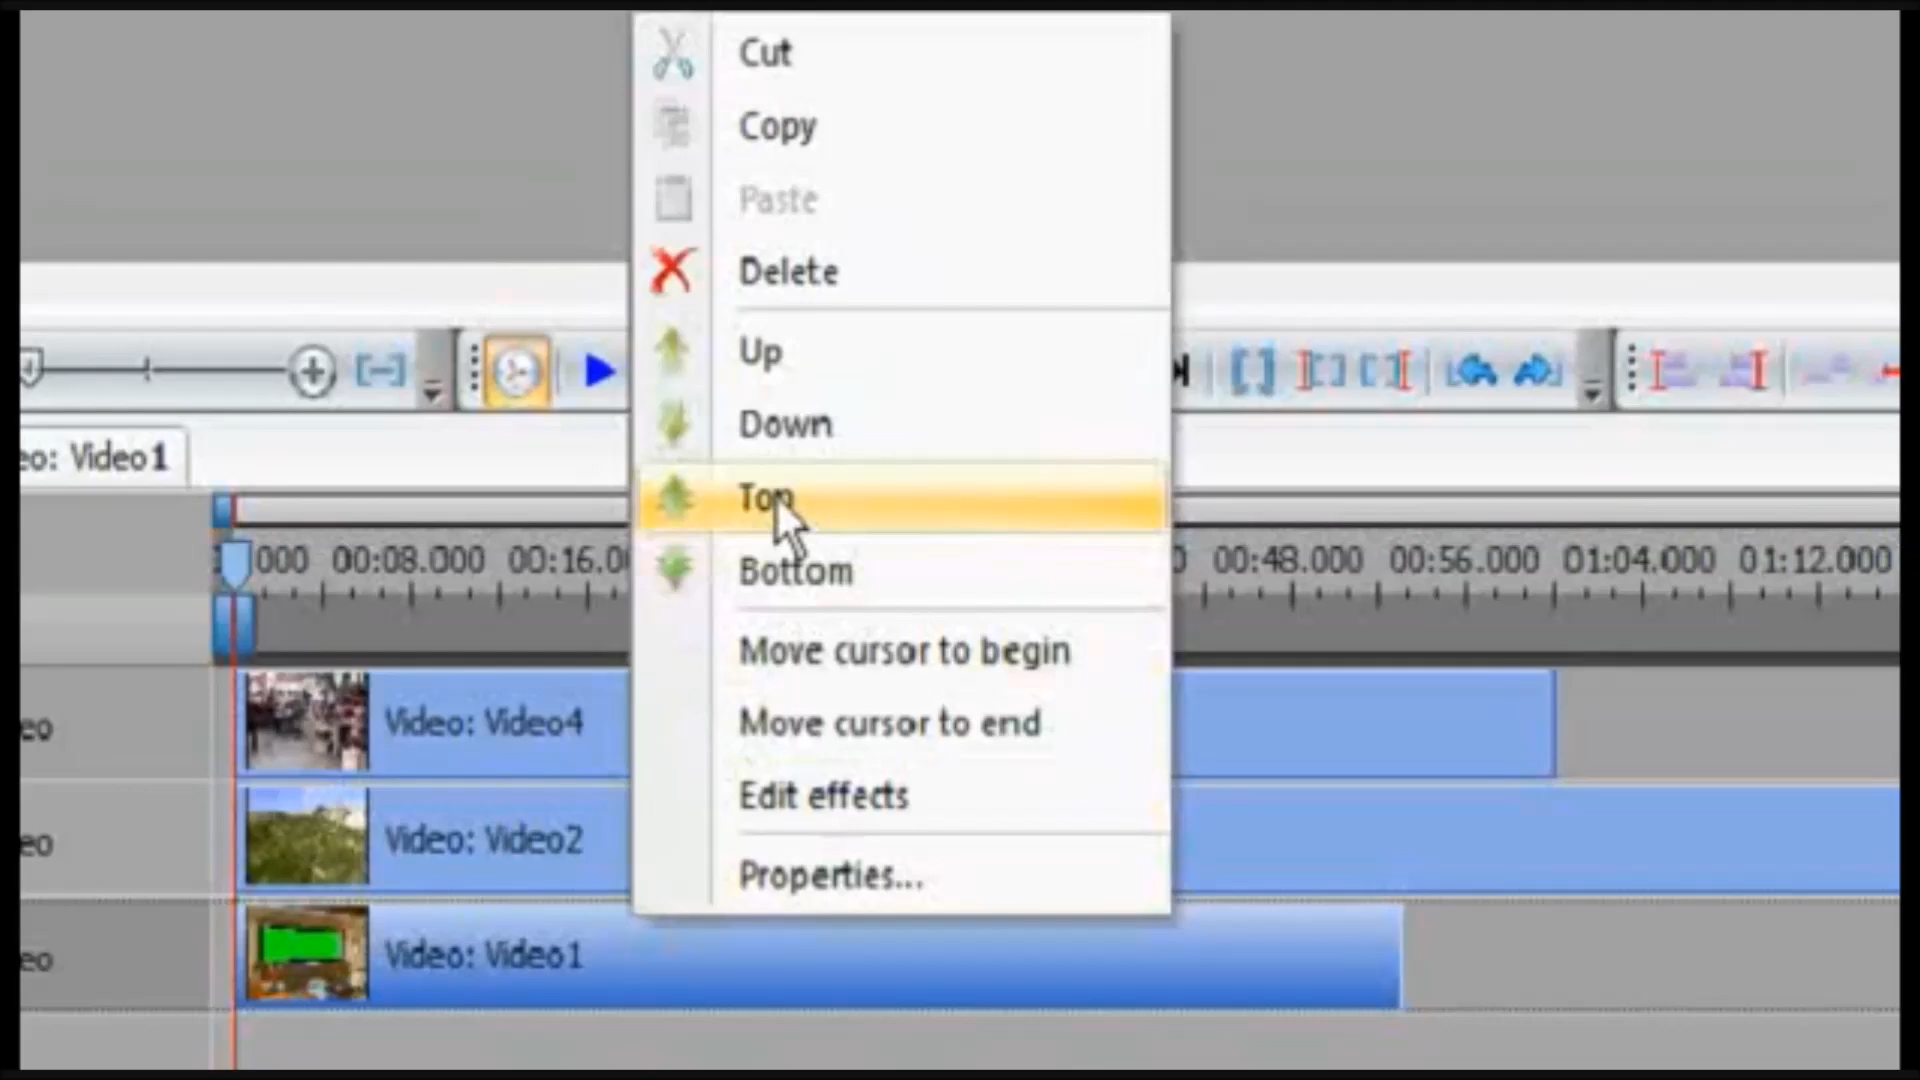 Cut
Copy
Paste
Delete
Up
Down
Top
Bottom
Move cursor to begin
Move cursor to end
Edit effects
Properties...
eo: Video1
000 00:08.000 00:16.0 0 00:48.000 00:56.000 01:04.000 01:12.000
eo
Video: Video4
eo
Video: Video2
eo
Video: Video1